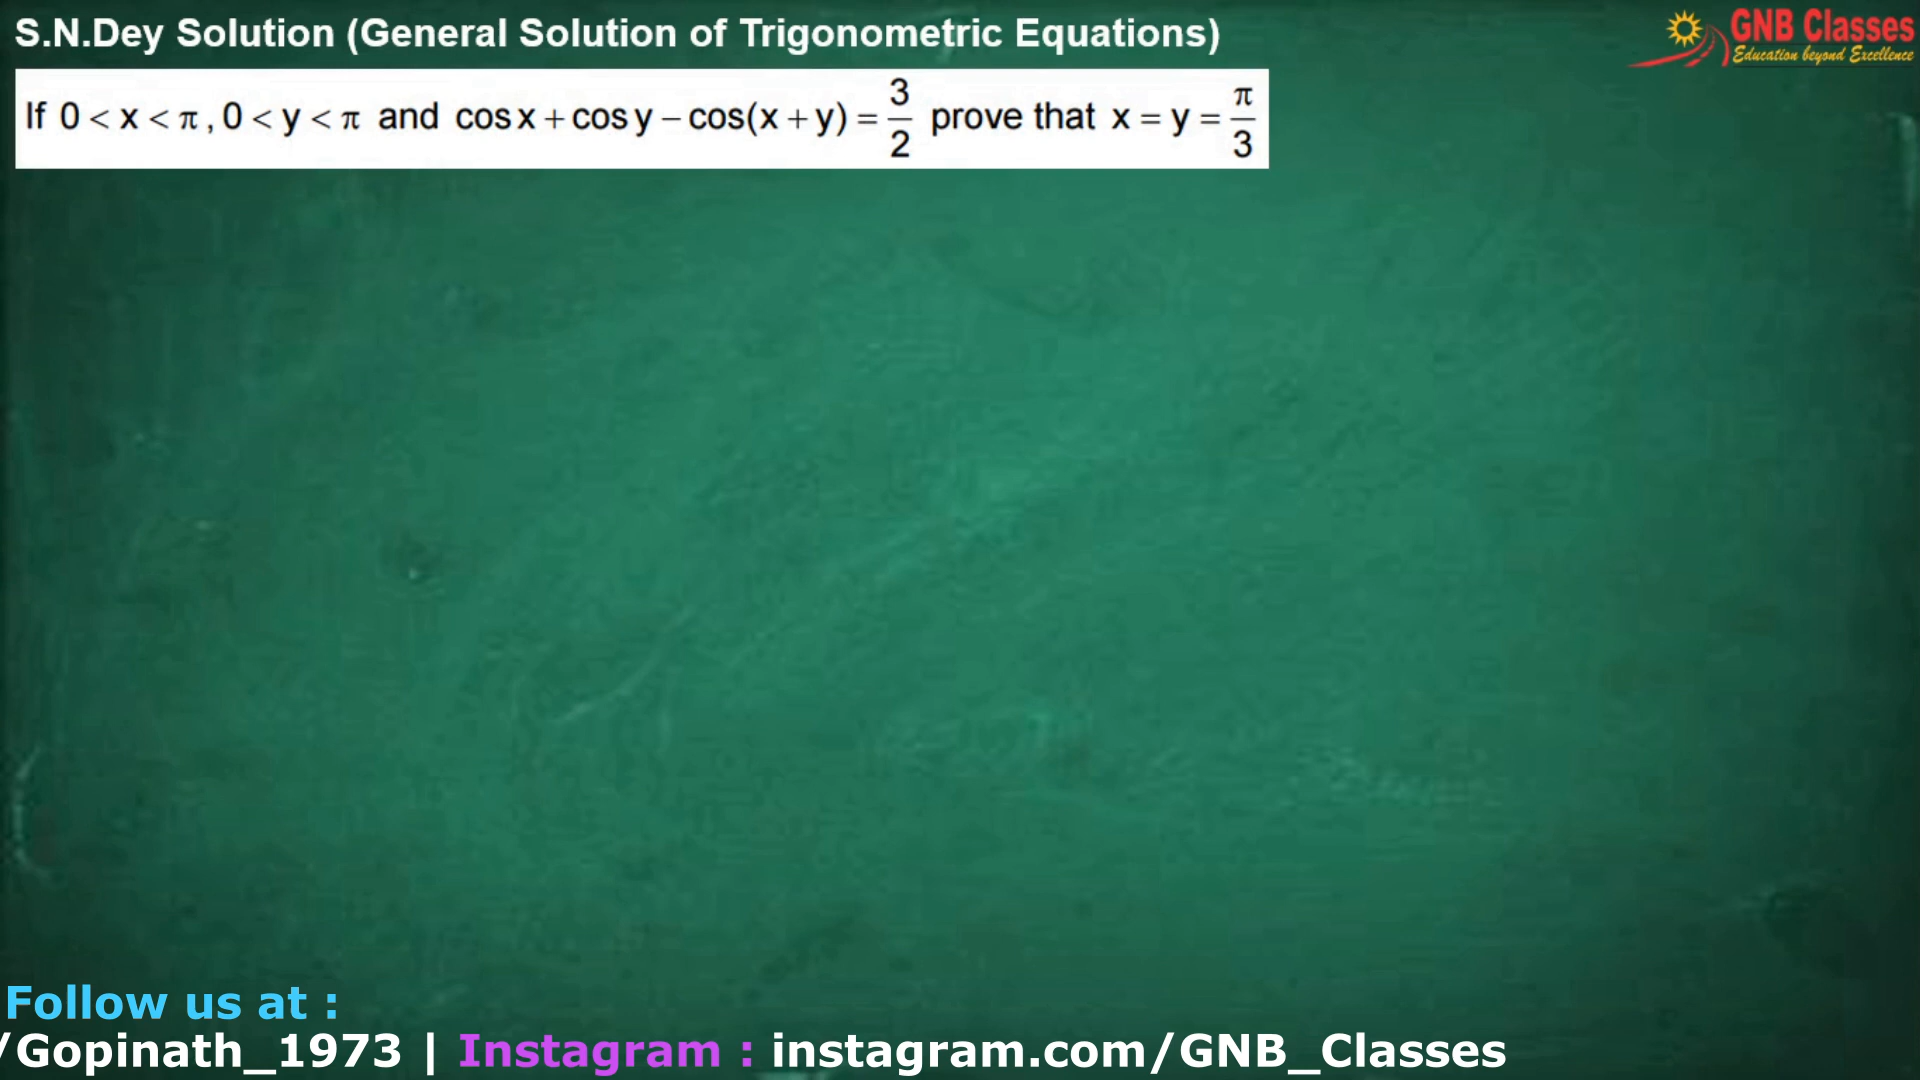 S.N.Dey Solution (General Solution of Trigonometric Equations)
GNB Classes
Education beyond Excellence
If 0 < x < π , 0 < y < π and cos x + cos y − cos(x + y) = 3/2 prove that x = y = π/3
Follow us at :
/Gopinath_1973 | Instagram : instagram.com/GNB_Classes